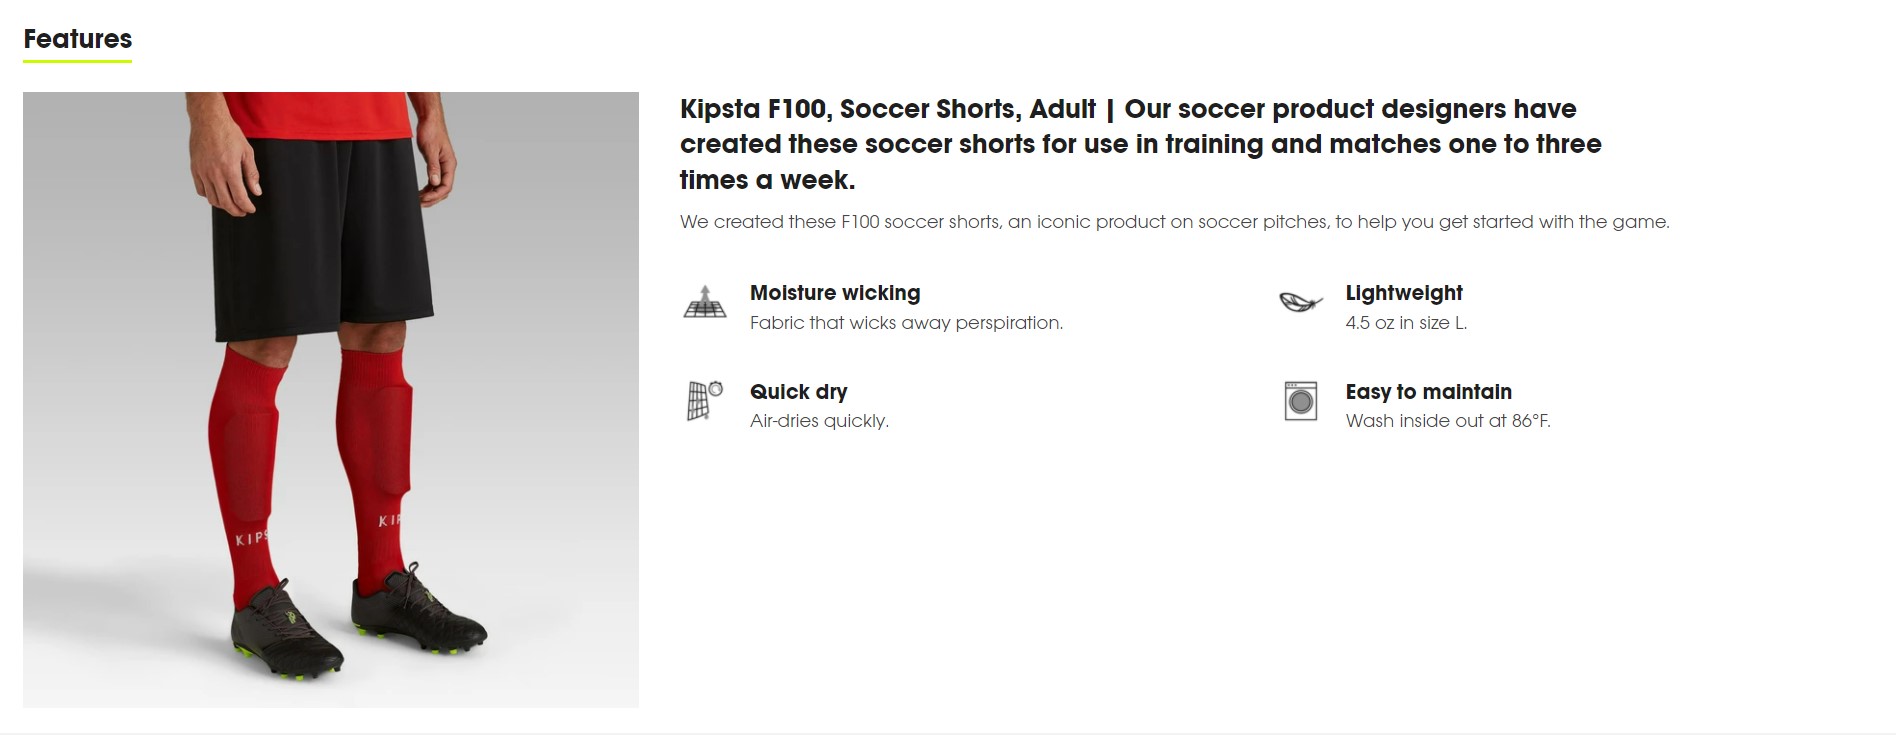 Features
Kipsta F100, Soccer Shorts, Adult | Our soccer product designers have
created these soccer shorts for use in training and matches one to three
times a week.
We created these F100 soccer shorts, an iconic product on soccer pitches, to help you get started with the game.
Moisture wicking
Fabric that wicks away perspiration.
Lightweight
4.5 oz in size L.
Quick dry
Air-dries quickly.
Easy to maintain
Wash inside out at 86°F.
KIPS
KIP